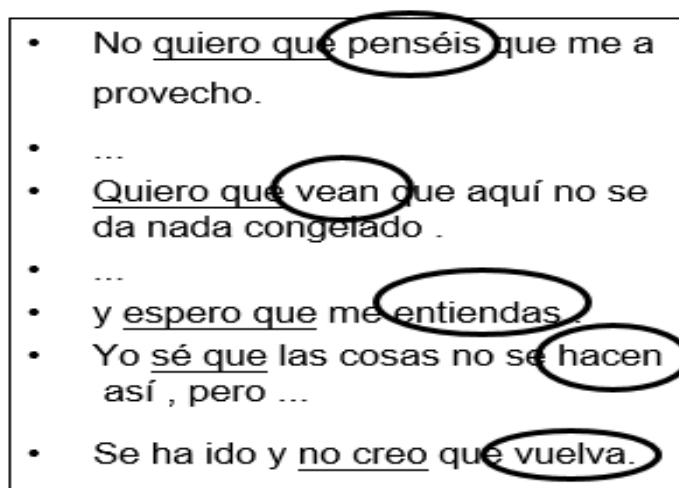 • No quiero que penséis que me a
provecho.
• ...
• Quiero que vean que aquí no se
da nada congelado .
• ...
• y espero que me entiendas .
• Yo sé que las cosas no se hacen
así , pero ...
• Se ha ido y no creo que vuelva.